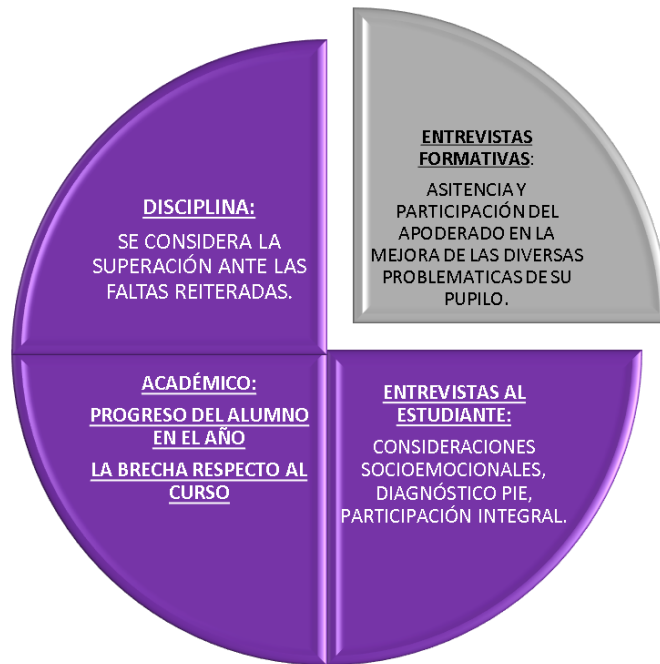 ENTREVISTAS
FORMATIVAS:
ASITENCIA Y
PARTICIPACIÓN DEL
APODERADO EN LA
MEJORA DE LAS DIVERSAS
PROBLEMATICAS DE SU
PUPILO.
DISCIPLINA:
SE CONSIDERA LA
SUPERACIÓN ANTE LAS
FALTAS REITERADAS.
ACADÉMICO:
PROGRESO DEL ALUMNO
EN EL AÑO
LA BRECHA RESPECTO AL
CURSO
ENTREVISTAS AL
ESTUDIANTE:
CONSIDERACIONES
SOCIOEMOCIONALES,
DIAGNÓSTICO PIE,
PARTICIPACIÓN INTEGRAL.